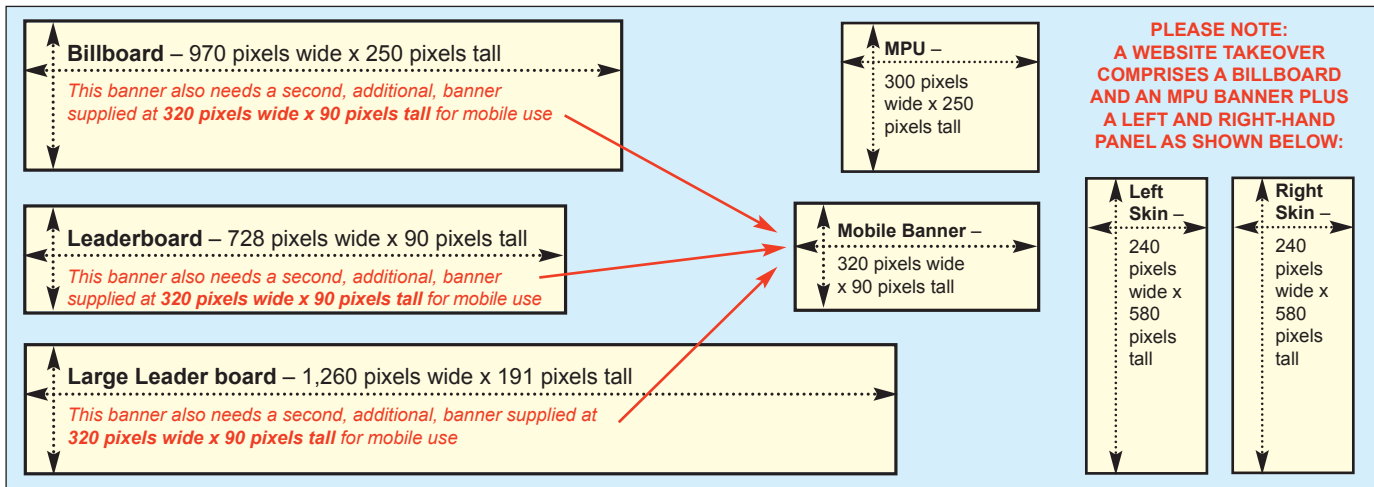 Billboard – 970 pixels wide x 250 pixels tall
This banner also needs a second, additional, banner
supplied at 320 pixels wide x 90 pixels tall for mobile use
MPU –
300 pixels
wide x 250
pixels tall
PLEASE NOTE:
A WEBSITE TAKEOVER
COMPRISES A BILLBOARD
AND AN MPU BANNER PLUS
A LEFT AND RIGHT-HAND
PANEL AS SHOWN BELOW:
Leaderboard – 728 pixels wide x 90 pixels tall
This banner also needs a second, additional, banner
supplied at 320 pixels wide x 90 pixels tall for mobile use
Mobile Banner –
320 pixels wide
x 90 pixels tall
Left
Skin –
240
pixels
wide x
580
pixels
tall
Right
Skin –
240
pixels
wide x
580
pixels
tall
Large Leader board – 1,260 pixels wide x 191 pixels tall
This banner also needs a second, additional, banner supplied at
320 pixels wide x 90 pixels tall for mobile use